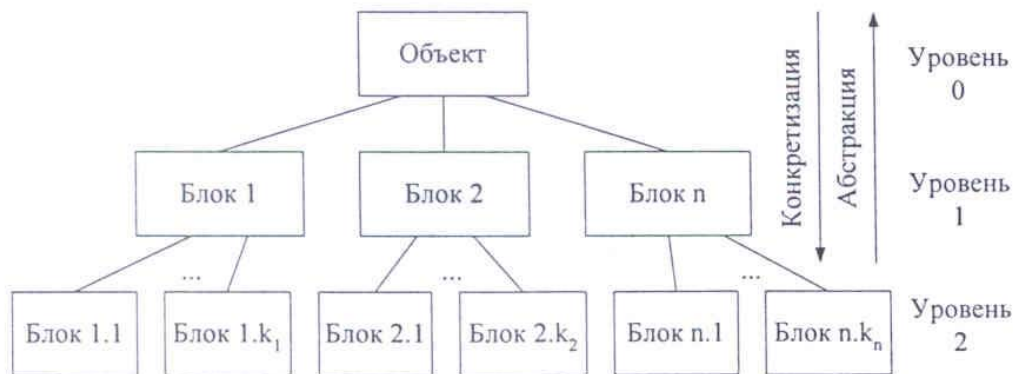 Объект
Уровень
0
Конкретизация
Абстракция
Блок 1
Блок 2
Блок n
Уровень
1
...
...
...
Блок 1.1
Блок 1.k₁
Блок 2.1
Блок 2.k₂
Блок n.1
Блок n.kₙ
Уровень
2